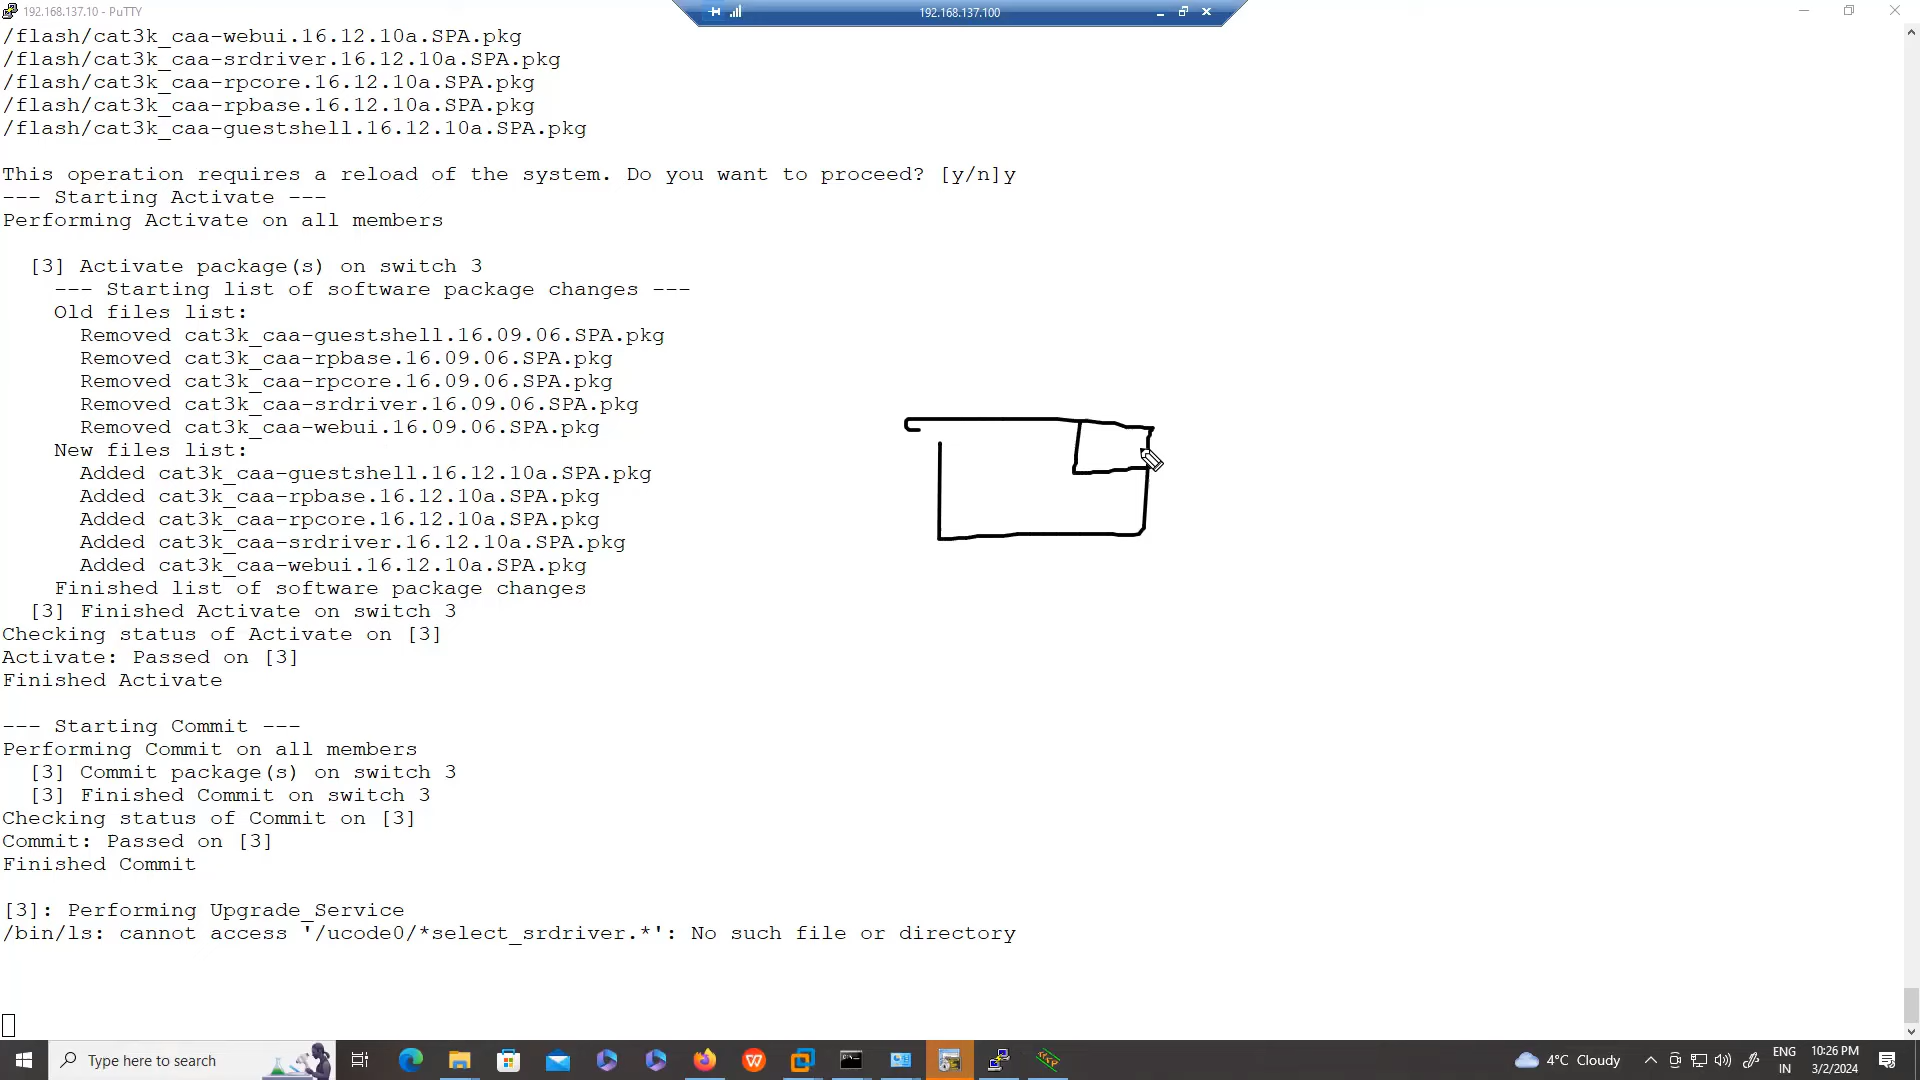 192.168.137.10 - PuTTY
192.168.137.100
/flash/cat3k_caa-webui.16.12.10a.SPA.pkg
/flash/cat3k_caa-srdriver.16.12.10a.SPA.pkg
/flash/cat3k_caa-rpcore.16.12.10a.SPA.pkg
/flash/cat3k_caa-rpbase.16.12.10a.SPA.pkg
/flash/cat3k_caa-guestshell.16.12.10a.SPA.pkg
This operation requires a reload of the system. Do you want to proceed? [y/n]y
--- Starting Activate ---
Performing Activate on all members
[3] Activate package(s) on switch 3
--- Starting list of software package changes ---
Old files list:
Removed cat3k_caa-guestshell.16.09.06.SPA.pkg
Removed cat3k_caa-rpbase.16.09.06.SPA.pkg
Removed cat3k_caa-rpcore.16.09.06.SPA.pkg
Removed cat3k_caa-srdriver.16.09.06.SPA.pkg
Removed cat3k_caa-webui.16.09.06.SPA.pkg
New files list:
Added cat3k_caa-guestshell.16.12.10a.SPA.pkg
Added cat3k_caa-rpbase.16.12.10a.SPA.pkg
Added cat3k_caa-rpcore.16.12.10a.SPA.pkg
Added cat3k_caa-srdriver.16.12.10a.SPA.pkg
Added cat3k_caa-webui.16.12.10a.SPA.pkg
Finished list of software package changes
[3] Finished Activate on switch 3
Checking status of Activate on [3]
Activate: Passed on [3]
Finished Activate
--- Starting Commit ---
Performing Commit on all members
[3] Commit package(s) on switch 3
[3] Finished Commit on switch 3
Checking status of Commit on [3]
Commit: Passed on [3]
Finished Commit
[3]: Performing Upgrade_Service
/bin/ls: cannot access '/ucode0/*select_srdriver.*': No such file or directory
Type here to search
4°C Cloudy
ENG
IN
10:26 PM
3/2/2024